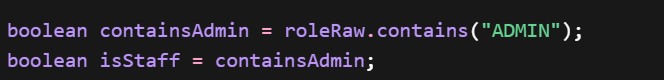 boolean containsAdmin = roleRaw.contains("ADMIN");
boolean isStaff = containsAdmin;